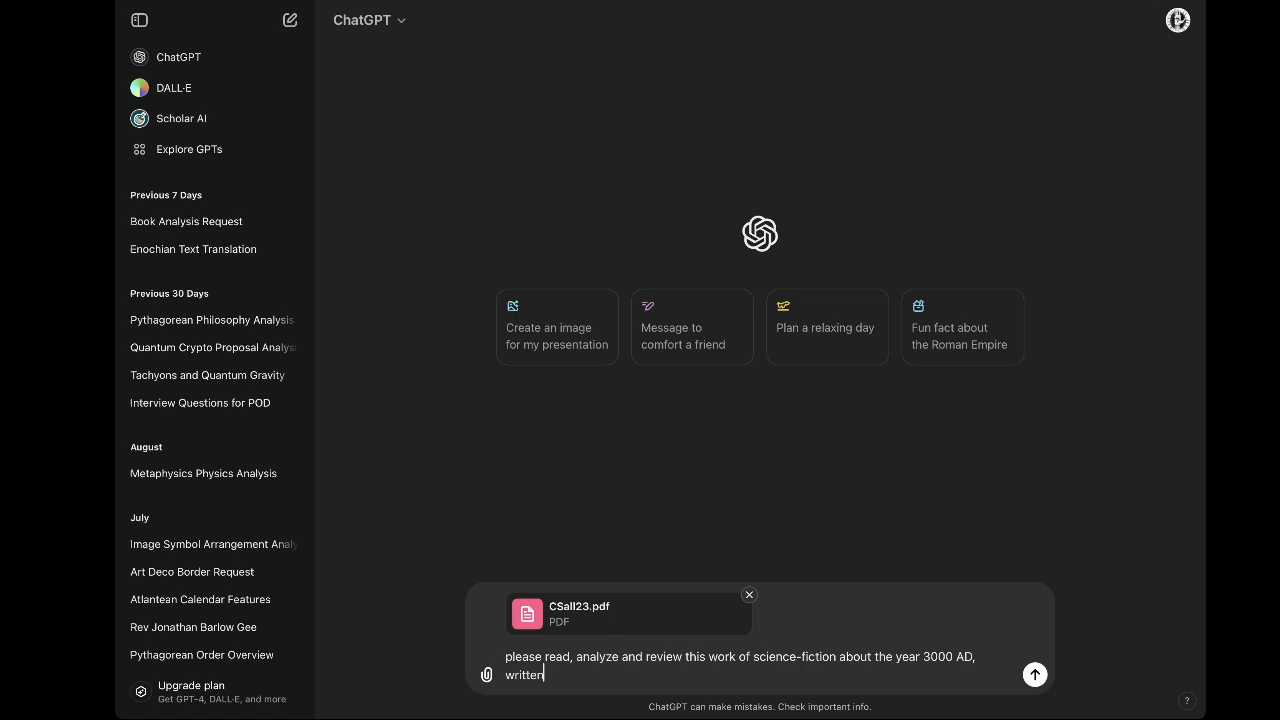 ChatGPT
ChatGPT
DALL·E
Scholar AI
Explore GPTs
Previous 7 Days
Book Analysis Request
Enochian Text Translation
Previous 30 Days
Pythagorean Philosophy Analysis
Quantum Crypto Proposal Analysi
Tachyons and Quantum Gravity
Interview Questions for POD
August
Metaphysics Physics Analysis
July
Image Symbol Arrangement Analy
Art Deco Border Request
Atlantean Calendar Features
Rev Jonathan Barlow Gee
Pythagorean Order Overview
Upgrade plan
Get GPT-4, DALL·E, and more
Create an image
for my presentation
Message to
comfort a friend
Plan a relaxing day
Fun fact about
the Roman Empire
CSall23.pdf
PDF
please read, analyze and review this work of science-fiction about the year 3000 AD,
written
ChatGPT can make mistakes. Check important info.
?